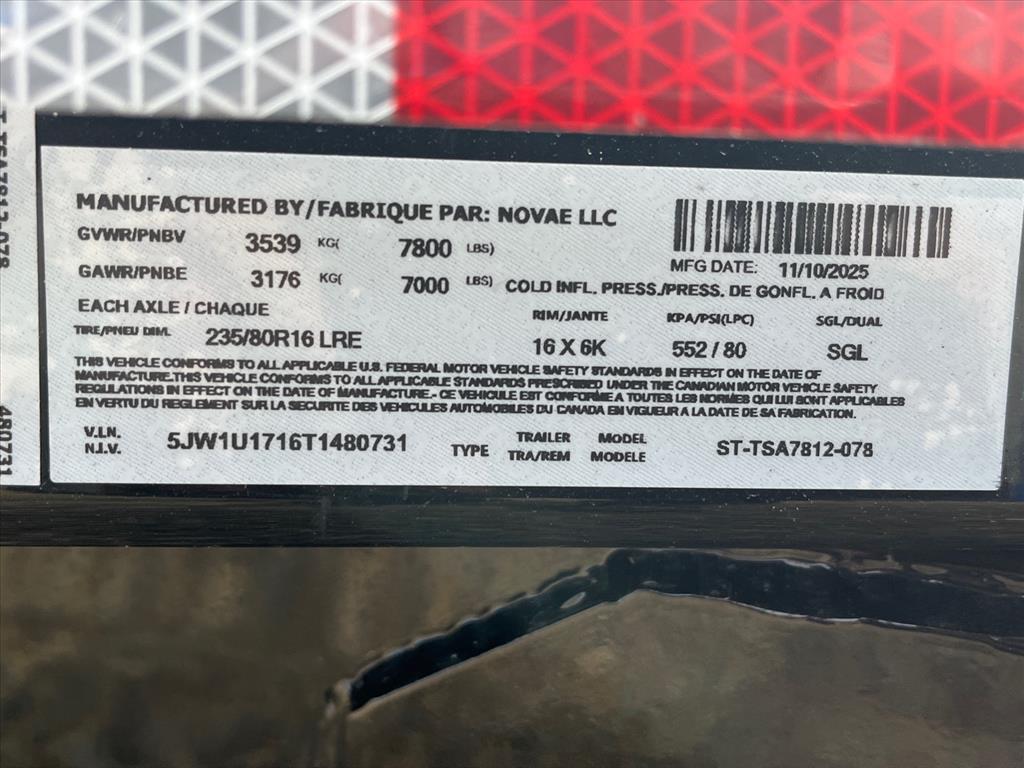 MANUFACTURED BY/FABRIQUE PAR: NOVAE LLC
GVWR/PNBV 3539 KG( 7800 LBS)
GAWR/PNBE 3176 KG( 7000 LBS)
MFG DATE: 11/10/2025
COLD INFL. PRESS./PRESS. DE GONFL. A FROID
EACH AXLE / CHAQUE
RIM/JANTE KPA/PSI(LPC) SGL/DUAL
TIRE/PNEU DIM. 235/80R16 LRE 16 X 6K 552 / 80 SGL
THIS VEHICLE CONFORMS TO ALL APPLICABLE U.S. FEDERAL MOTOR VEHICLE SAFETY STANDARDS IN EFFECT ON THE DATE OF
MANUFACTURE.THIS VEHICLE CONFORMS TO ALL APPLICABLE STANDARDS PRESCRIBED UNDER THE CANADIAN MOTOR VEHICLE SAFETY
REGULATIONS IN EFFECT ON THE DATE OF MANUFACTURE.- CE VEHICULE EST CONFORME A TOUTES LES NORMES QUI LUI SONT APPLICABLES
EN VERTU DU REGLEMENT SUR LA SECURITE DES VEHICULES AUTOMOBILES DU CANADA EN VIGUEUR A LA DATE DE SA FABRICATION.
V.I.N. 5JW1U1716T1480731 TYPE TRAILER MODEL ST-TSA7812-078
N.I.V. TRA/REM MODELE
T-TSA7812-078
480731